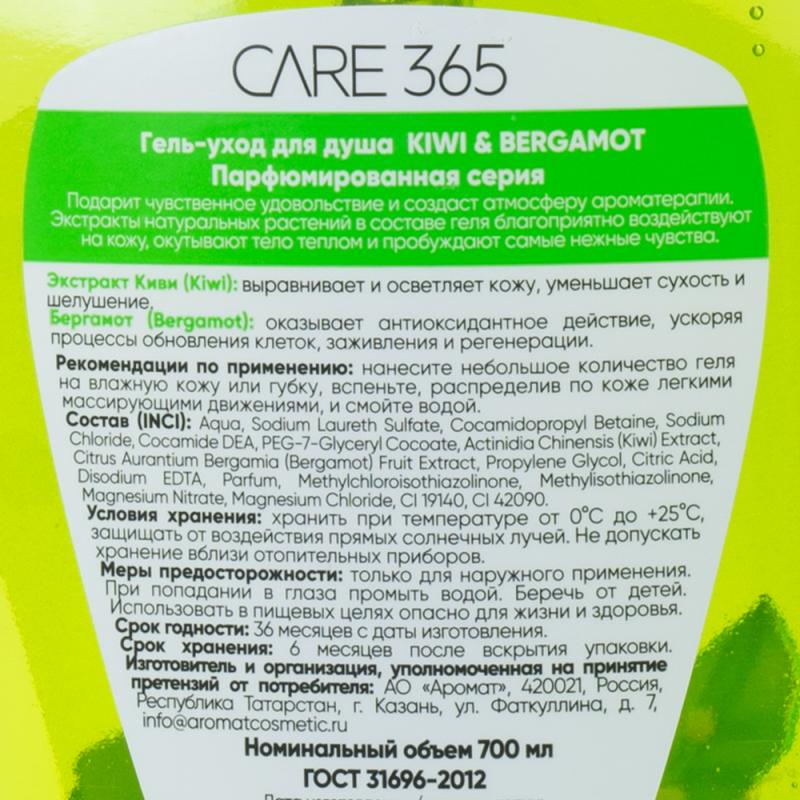 CARE 365
Гель-уход для душа KIWI & BERGAMOT
Парфюмированная серия
Подарит чувственное удовольствие и создаст атмосферу ароматерапии.
Экстракты натуральных растений в составе геля благоприятно воздействуют
на кожу, окутывают тело теплом и пробуждают самые нежные чувства.
Экстракт Киви (Kiwi): выравнивает и осветляет кожу, уменьшает сухость и
шелушение.
Бергамот (Bergamot): оказывает антиоксидантное действие, ускоряя
процессы обновления клеток, заживления и регенерации.
Рекомендации по применению: нанесите небольшое количество геля
на влажную кожу или губку, вспеньте, распределив по коже легкими
массирующими движениями, и смойте водой.
Состав (INCI): Aqua, Sodium Laureth Sulfate, Cocamidopropyl Betaine, Sodium
Chloride, Cocamide DEA, PEG-7-Glyceryl Cocoate, Actinidia Chinensis (Kiwi) Extract,
Citrus Aurantium Bergamia (Bergamot) Fruit Extract, Propylene Glycol, Citric Acid,
Disodium EDTA, Parfum, Methylchloroisothiazolinone, Methylisothiazolinone,
Magnesium Nitrate, Magnesium Chloride, CI 19140, CI 42090.
Условия хранения: хранить при температуре от 0°С до +25°С,
защищать от воздействия прямых солнечных лучей. Не допускать
хранение вблизи отопительных приборов.
Меры предосторожности: только для наружного применения.
При попадании в глаза промыть водой. Беречь от детей.
Использовать в пищевых целях опасно для жизни и здоровья.
Срок годности: 36 месяцев с даты изготовления.
Срок хранения: 6 месяцев после вскрытия упаковки.
Изготовитель и организация, уполномоченная на принятие
претензий от потребителя: АО «Аромат», 420021, Россия,
Республика Татарстан, г. Казань, ул. Фаткуллина, д. 7,
info@aromatcosmetic.ru
Номинальный объем 700 мл
ГОСТ 31696-2012